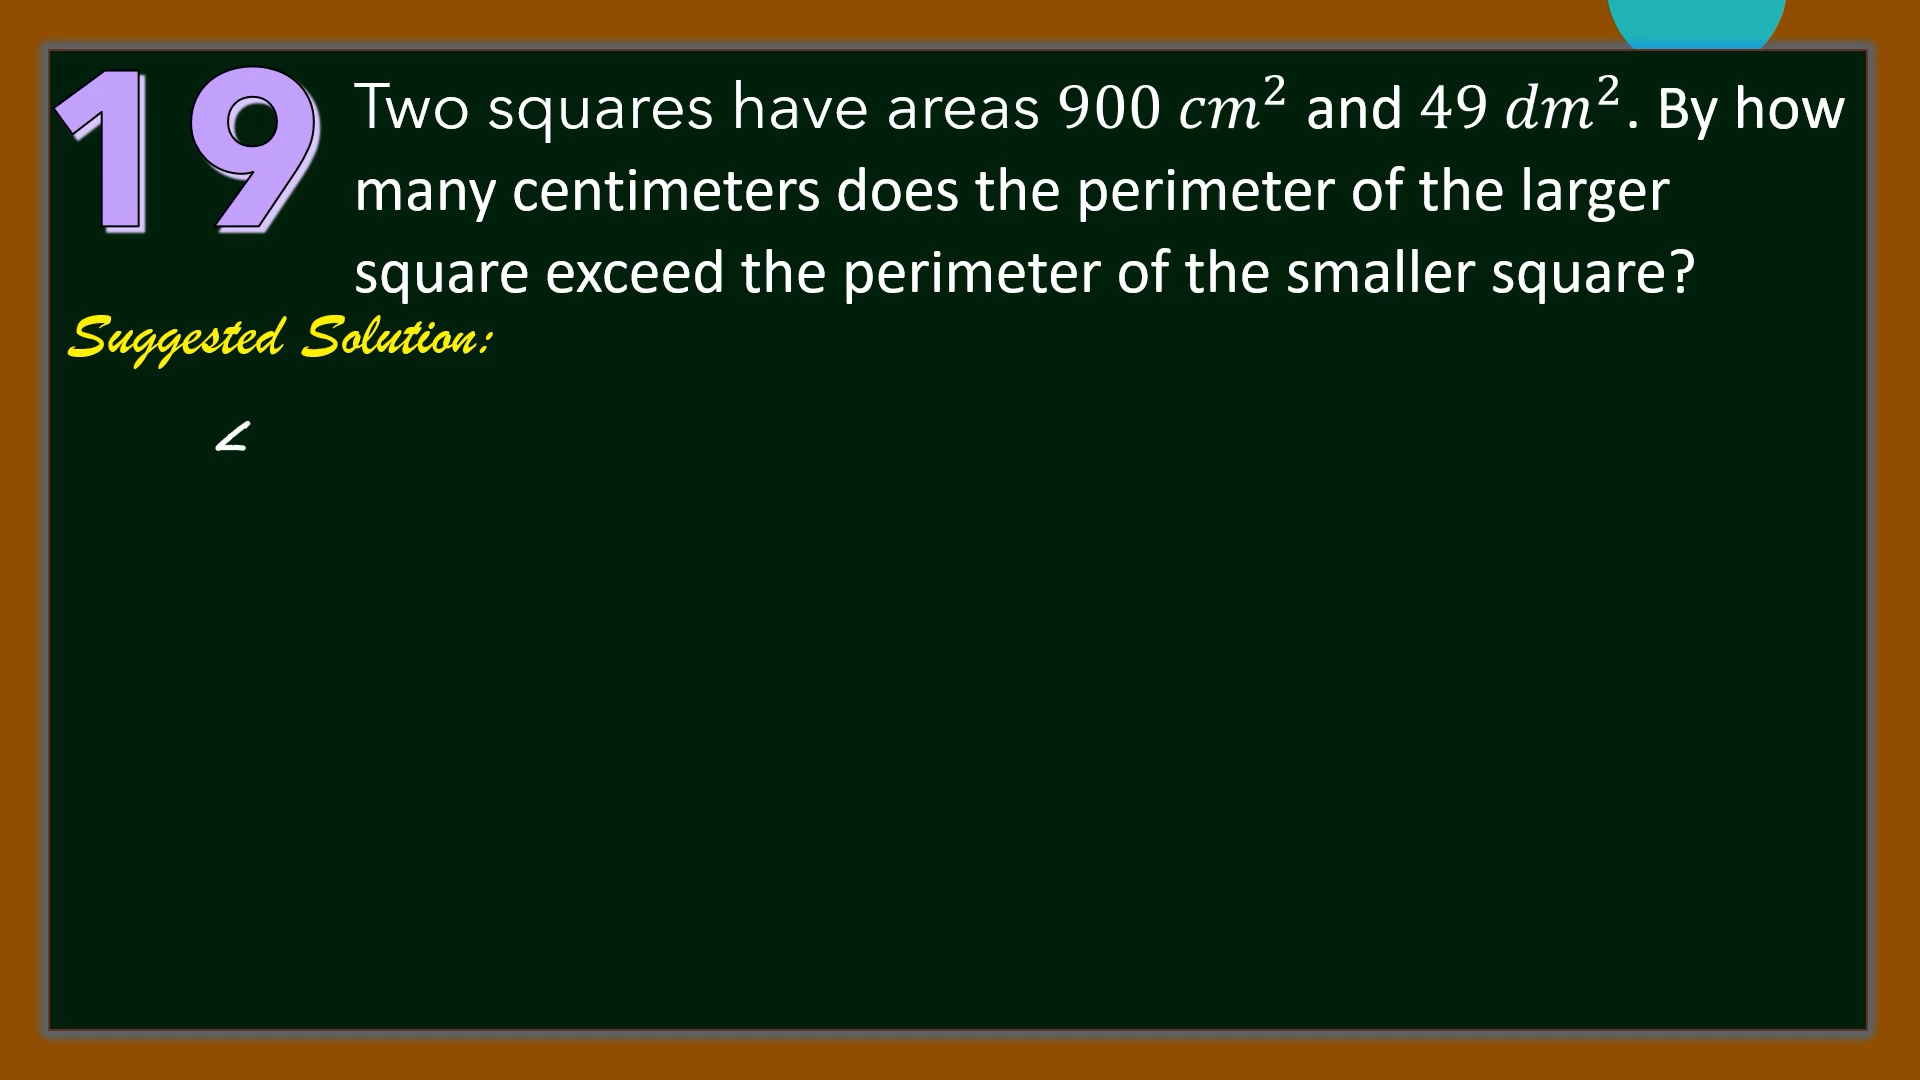 19
Two squares have areas 900 cm² and 49 dm². By how
many centimeters does the perimeter of the larger
square exceed the perimeter of the smaller square?
Suggested Solution: